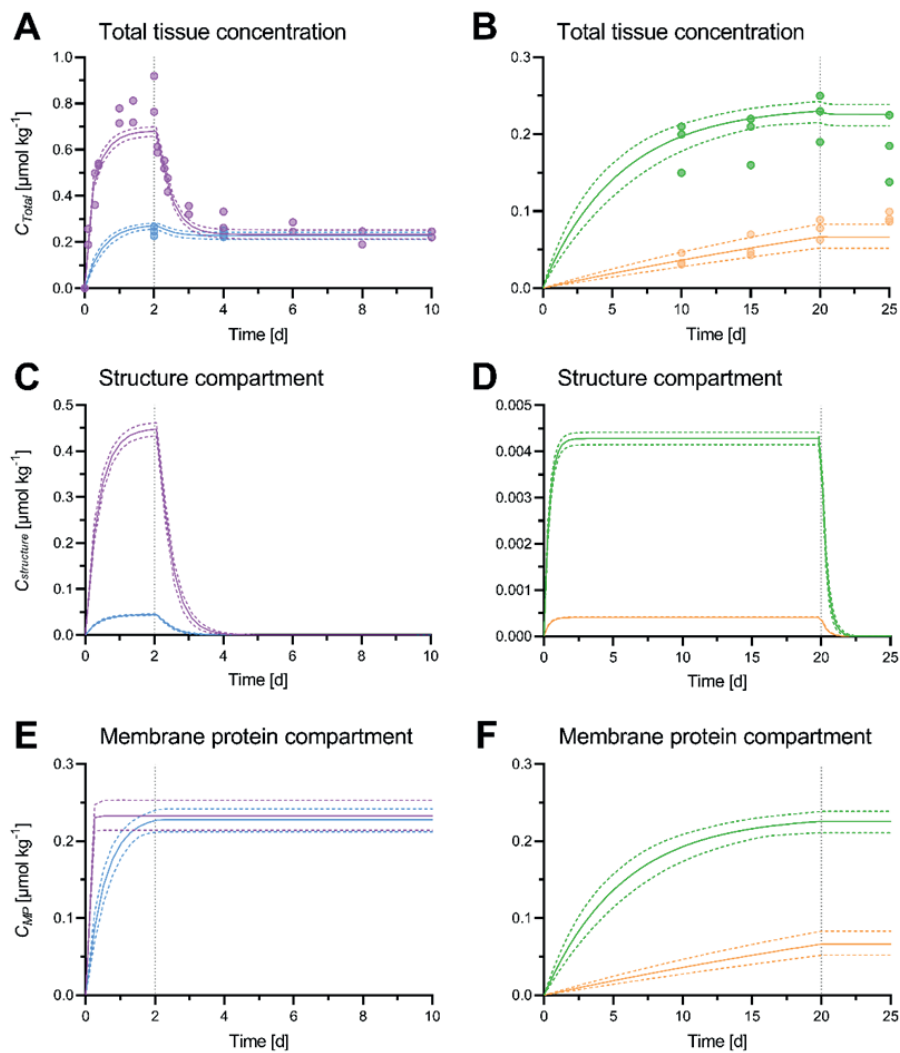 A Total tissue concentration
1.0
0.8
0.6
0.4
0.2
0.0
C_Total [µmol kg⁻¹]
0 2 4 6 8 10
Time [d]
B Total tissue concentration
0.3
0.2
0.1
0.0
0 5 10 15 20 25
Time [d]
C Structure compartment
0.5
0.4
0.3
0.2
0.1
0.0
C_structure [µmol kg⁻¹]
0 2 4 6 8 10
Time [d]
D Structure compartment
0.005
0.004
0.003
0.002
0.001
0.000
0 5 10 15 20 25
Time [d]
E Membrane protein compartment
0.3
0.2
0.1
0.0
C_MP [µmol kg⁻¹]
0 2 4 6 8 10
Time [d]
F Membrane protein compartment
0.3
0.2
0.1
0.0
0 5 10 15 20 25
Time [d]